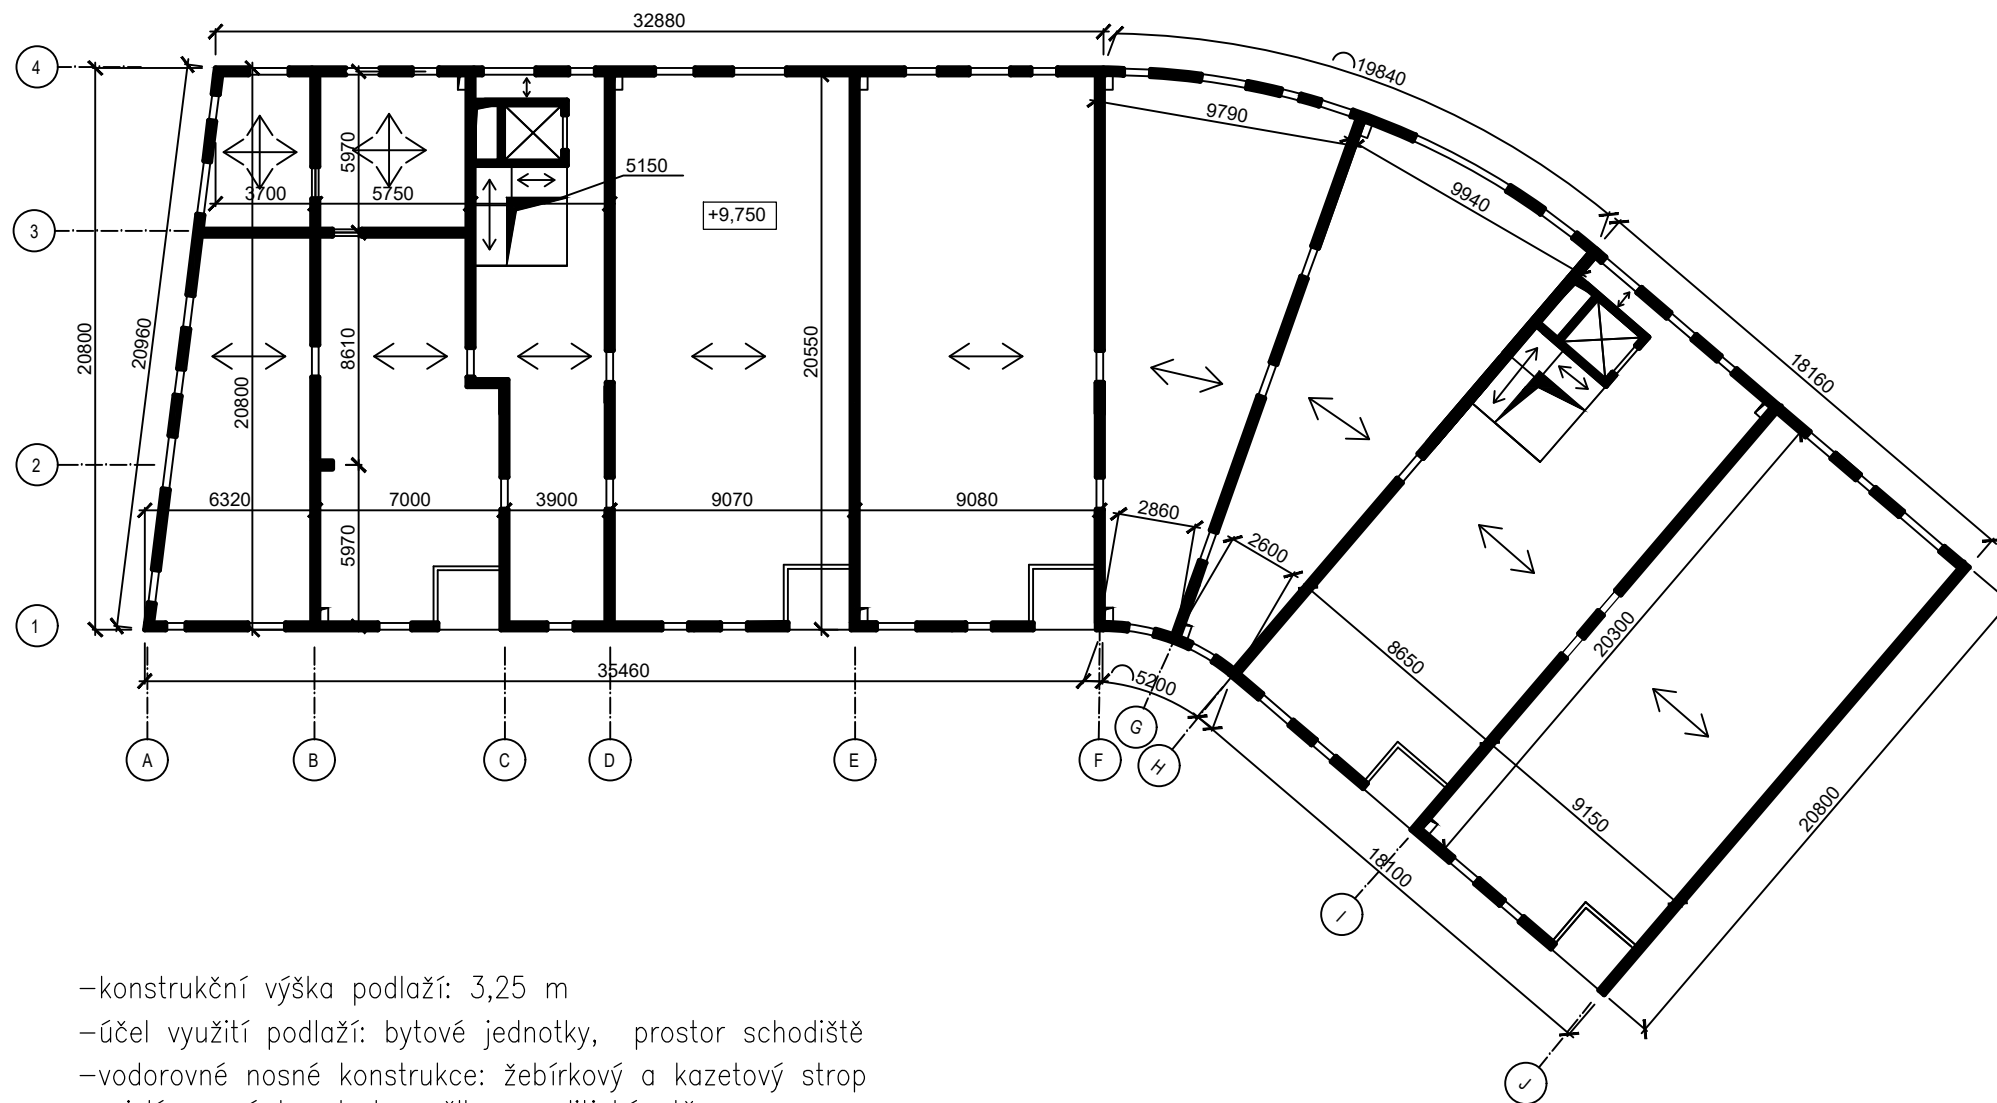 32880
19840
4
9790
5970
5150
3700
5750
+9,750
9940
3
20800
20960
20800
8610
20550
18160
2
6320
7000
3900
9070
9080
2860
2600
5970
20300
1
8650
35460
5200
G
A
B
C
D
E
F
H
9150
20800
18100
I
J
-konstrukční výška podlaží: 3,25 m
-účel využití podlaží: bytové jednotky, prostor schodiště
-vodorovné nosné konstrukce: žebírkový a kazetový strop